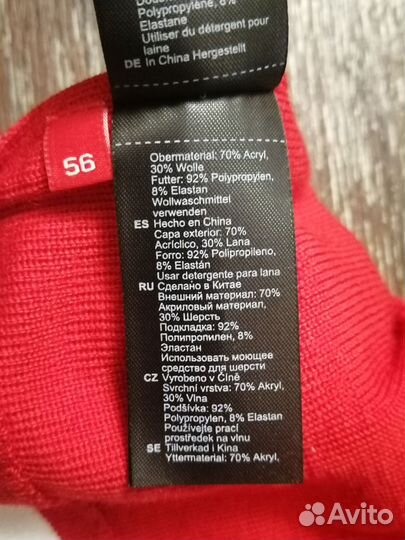 Polypropylène, 8%
Elastane
Utiliser du détergent pour
laine
DE In China Hergestellt
56
Obermaterial: 70% Acryl,
30% Wolle
Futter: 92% Polypropylen,
8% Elastan
Wollwaschmittel
verwenden
ES Hecho en China
Capa exterior: 70%
Acríclico, 30% Lana
Forro: 92% Polipropileno,
8% Elastán
Usar detergente para lana
RU Сделано в Китае
Внешний материал: 70%
Акриловый материал,
30% Шерсть
Подкладка: 92%
Полипропилен, 8%
Эластан
Использовать моющее
средство для шерсти
CZ Vyrobeno v Číně
Svrchní vrstva: 70% Akryl,
30% Vlna
Podšívka: 92%
Polypropylen, 8% Elastan
Používejte prací
prostředek na vlnu
SE Tillverkad i Kina
Yttermaterial: 70% Akryl,
Avito